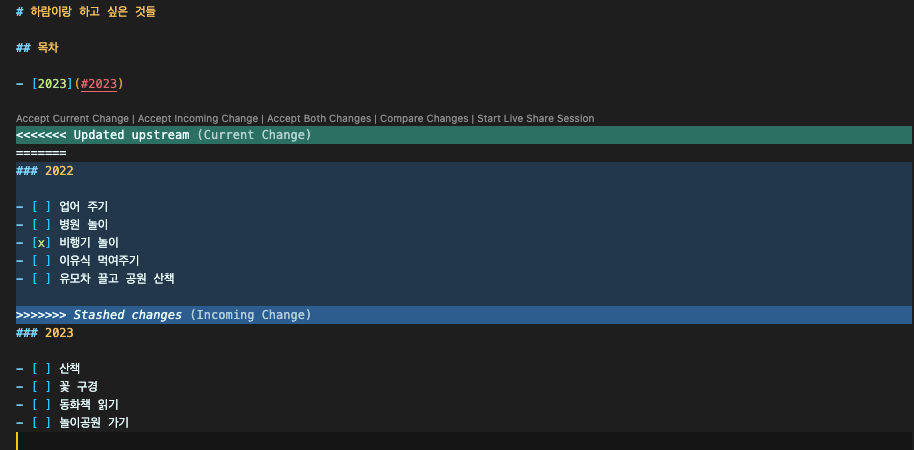 # 하람이랑 하고 싶은 것들
## 목차
- [2023](#2023)
Accept Current Change | Accept Incoming Change | Accept Both Changes | Compare Changes | Start Live Share Session
<<<<<<< Updated upstream (Current Change)
=======
### 2022
- [ ] 업어 주기
- [ ] 병원 놀이
- [x] 비행기 놀이
- [ ] 이유식 먹여주기
- [ ] 유모차 끌고 공원 산책
>>>>>>> Stashed changes (Incoming Change)
### 2023
- [ ] 산책
- [ ] 꽃 구경
- [ ] 동화책 읽기
- [ ] 놀이공원 가기